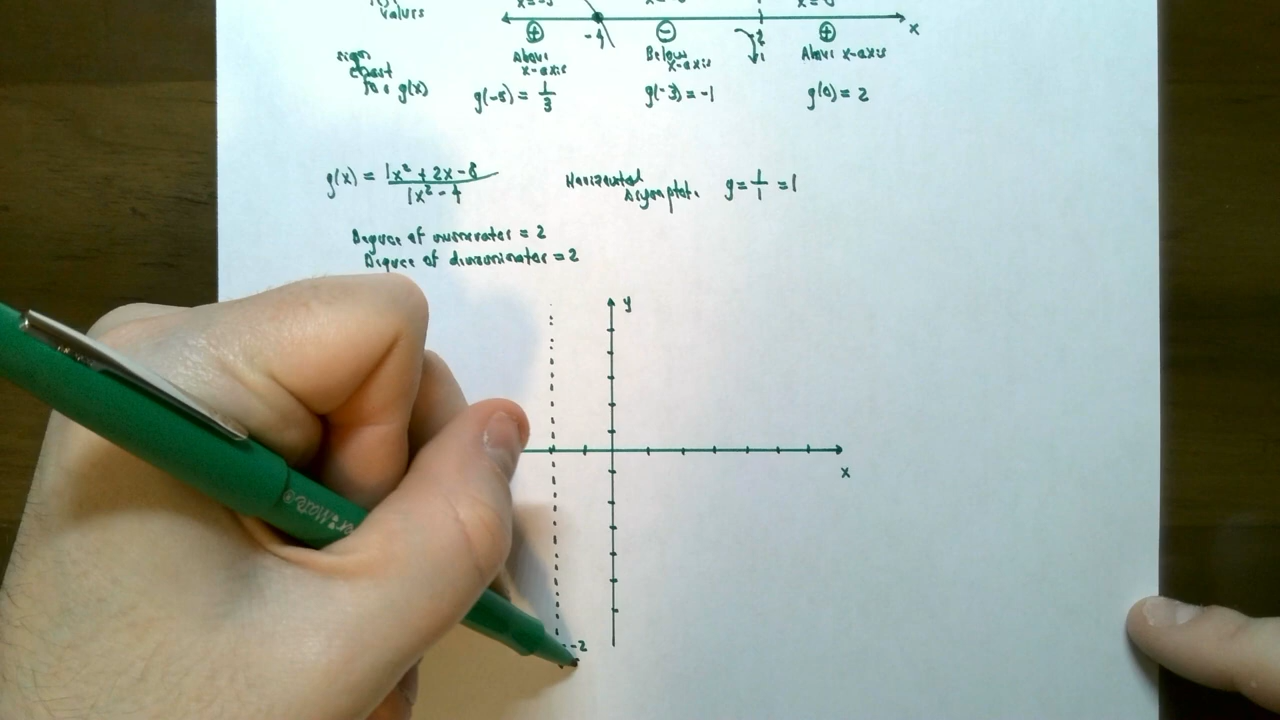 values
-4 -2 x
⊕ ⊖ ⊕
Above x-axis Below x-axis Above x-axis
sign chart for g(x)
g(-5) = 1/3 g(-3) = -1 g(0) = 2
g(x) = 1x² + 2x - 8 / 1x² - 4
Horizontal Asymptote y = 1/1 = 1
Degree of numerator = 2
Degree of denominator = 2
y
x
-2